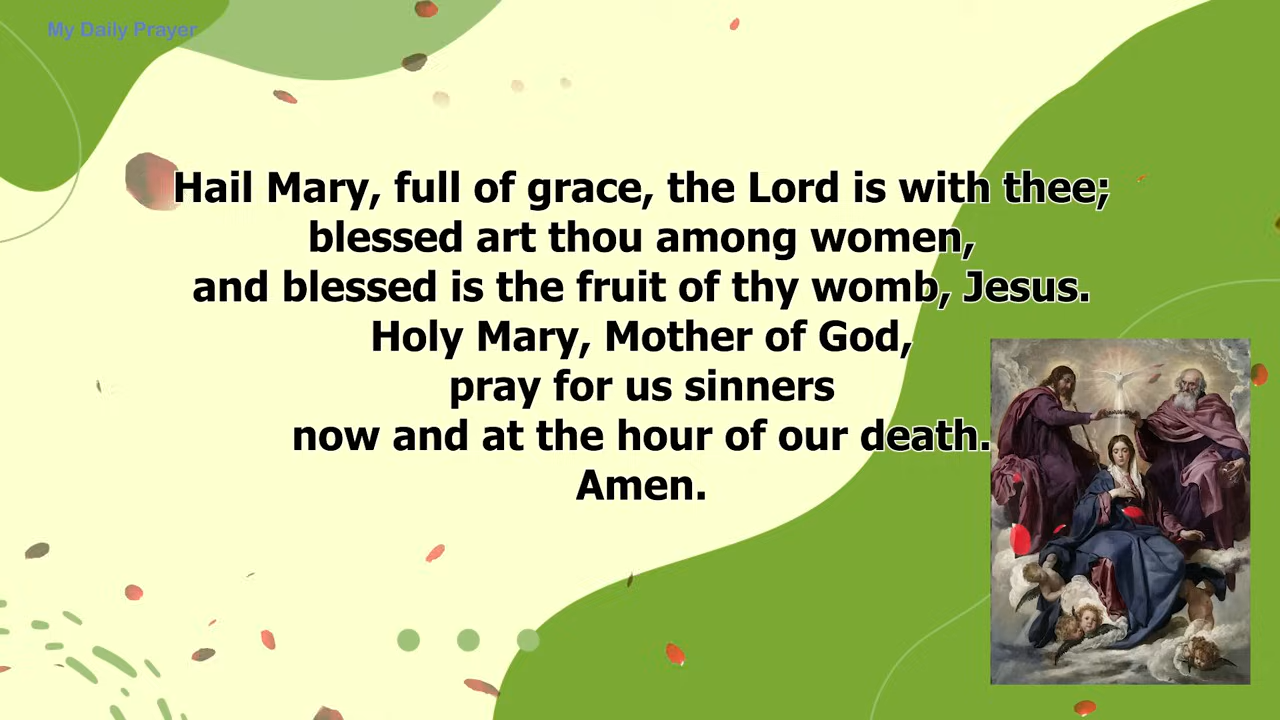 My Daily Prayer
Hail Mary, full of grace, the Lord is with thee;
blessed art thou among women,
and blessed is the fruit of thy womb, Jesus.
Holy Mary, Mother of God,
pray for us sinners
now and at the hour of our death.
Amen.